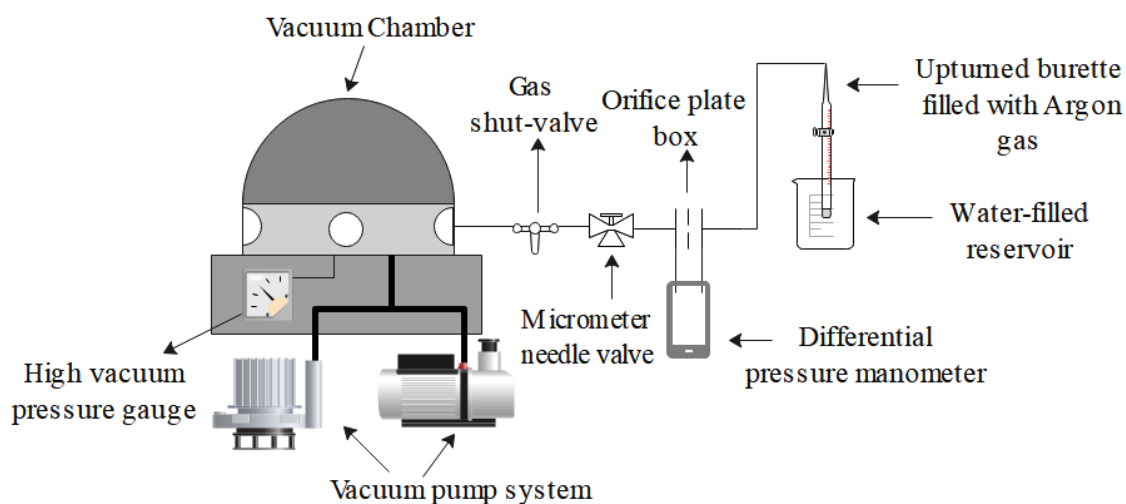 Vacuum Chamber
Gas
shut-valve
Orifice plate
box
Upturned burette
filled with Argon
gas
Water-filled
reservoir
Micrometer
needle valve
Differential
pressure manometer
High vacuum
pressure gauge
Vacuum pump system